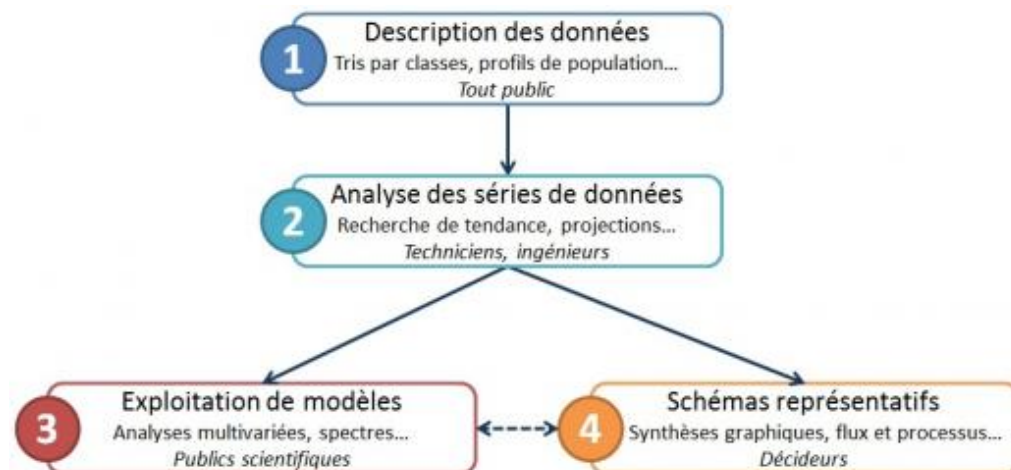 1
Description des données
Tris par classes, profils de population...
Tout public
2
Analyse des séries de données
Recherche de tendance, projections...
Techniciens, ingénieurs
3
Exploitation de modèles
Analyses multivariées, spectres...
Publics scientifiques
4
Schémas représentatifs
Synthèses graphiques, flux et processus...
Décideurs